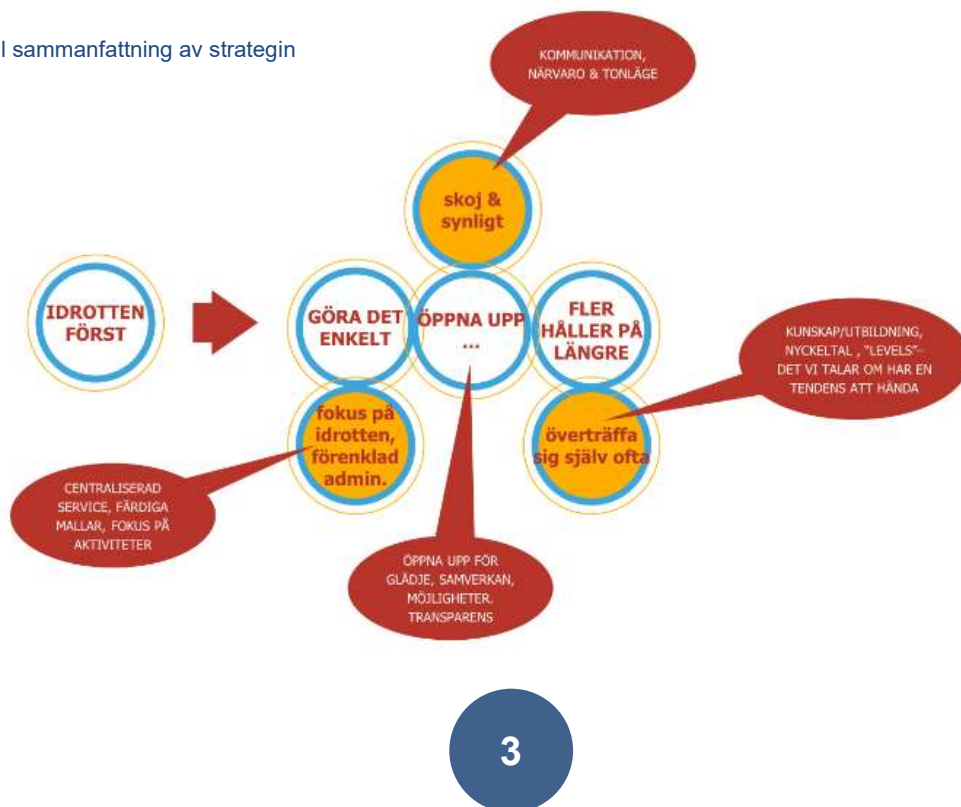 l sammanfattning av strategin
KOMMUNIKATION,
NÄRVARO & TONLÄGE
skoj &
synligt
IDROTTEN
FÖRST
GÖRA DET
ENKELT
ÖPPNA UPP
...
FLER
HÅLLER PÅ
LÄNGRE
KUNSKAP/UTBILDNING,
NYCKELTAL , "LEVELS"–
DET VI TALAR OM HAR EN
TENDENS ATT HÄNDA
fokus på
idrotten,
förenklad
admin.
överträffa
sig själv ofta
CENTRALISERAD
SERVICE, FÄRDIGA
MALLAR, FOKUS PÅ
AKTIVITETER
ÖPPNA UPP FÖR
GLÄDJE, SAMVERKAN,
MÖJLIGHETER.
TRANSPARENS
3